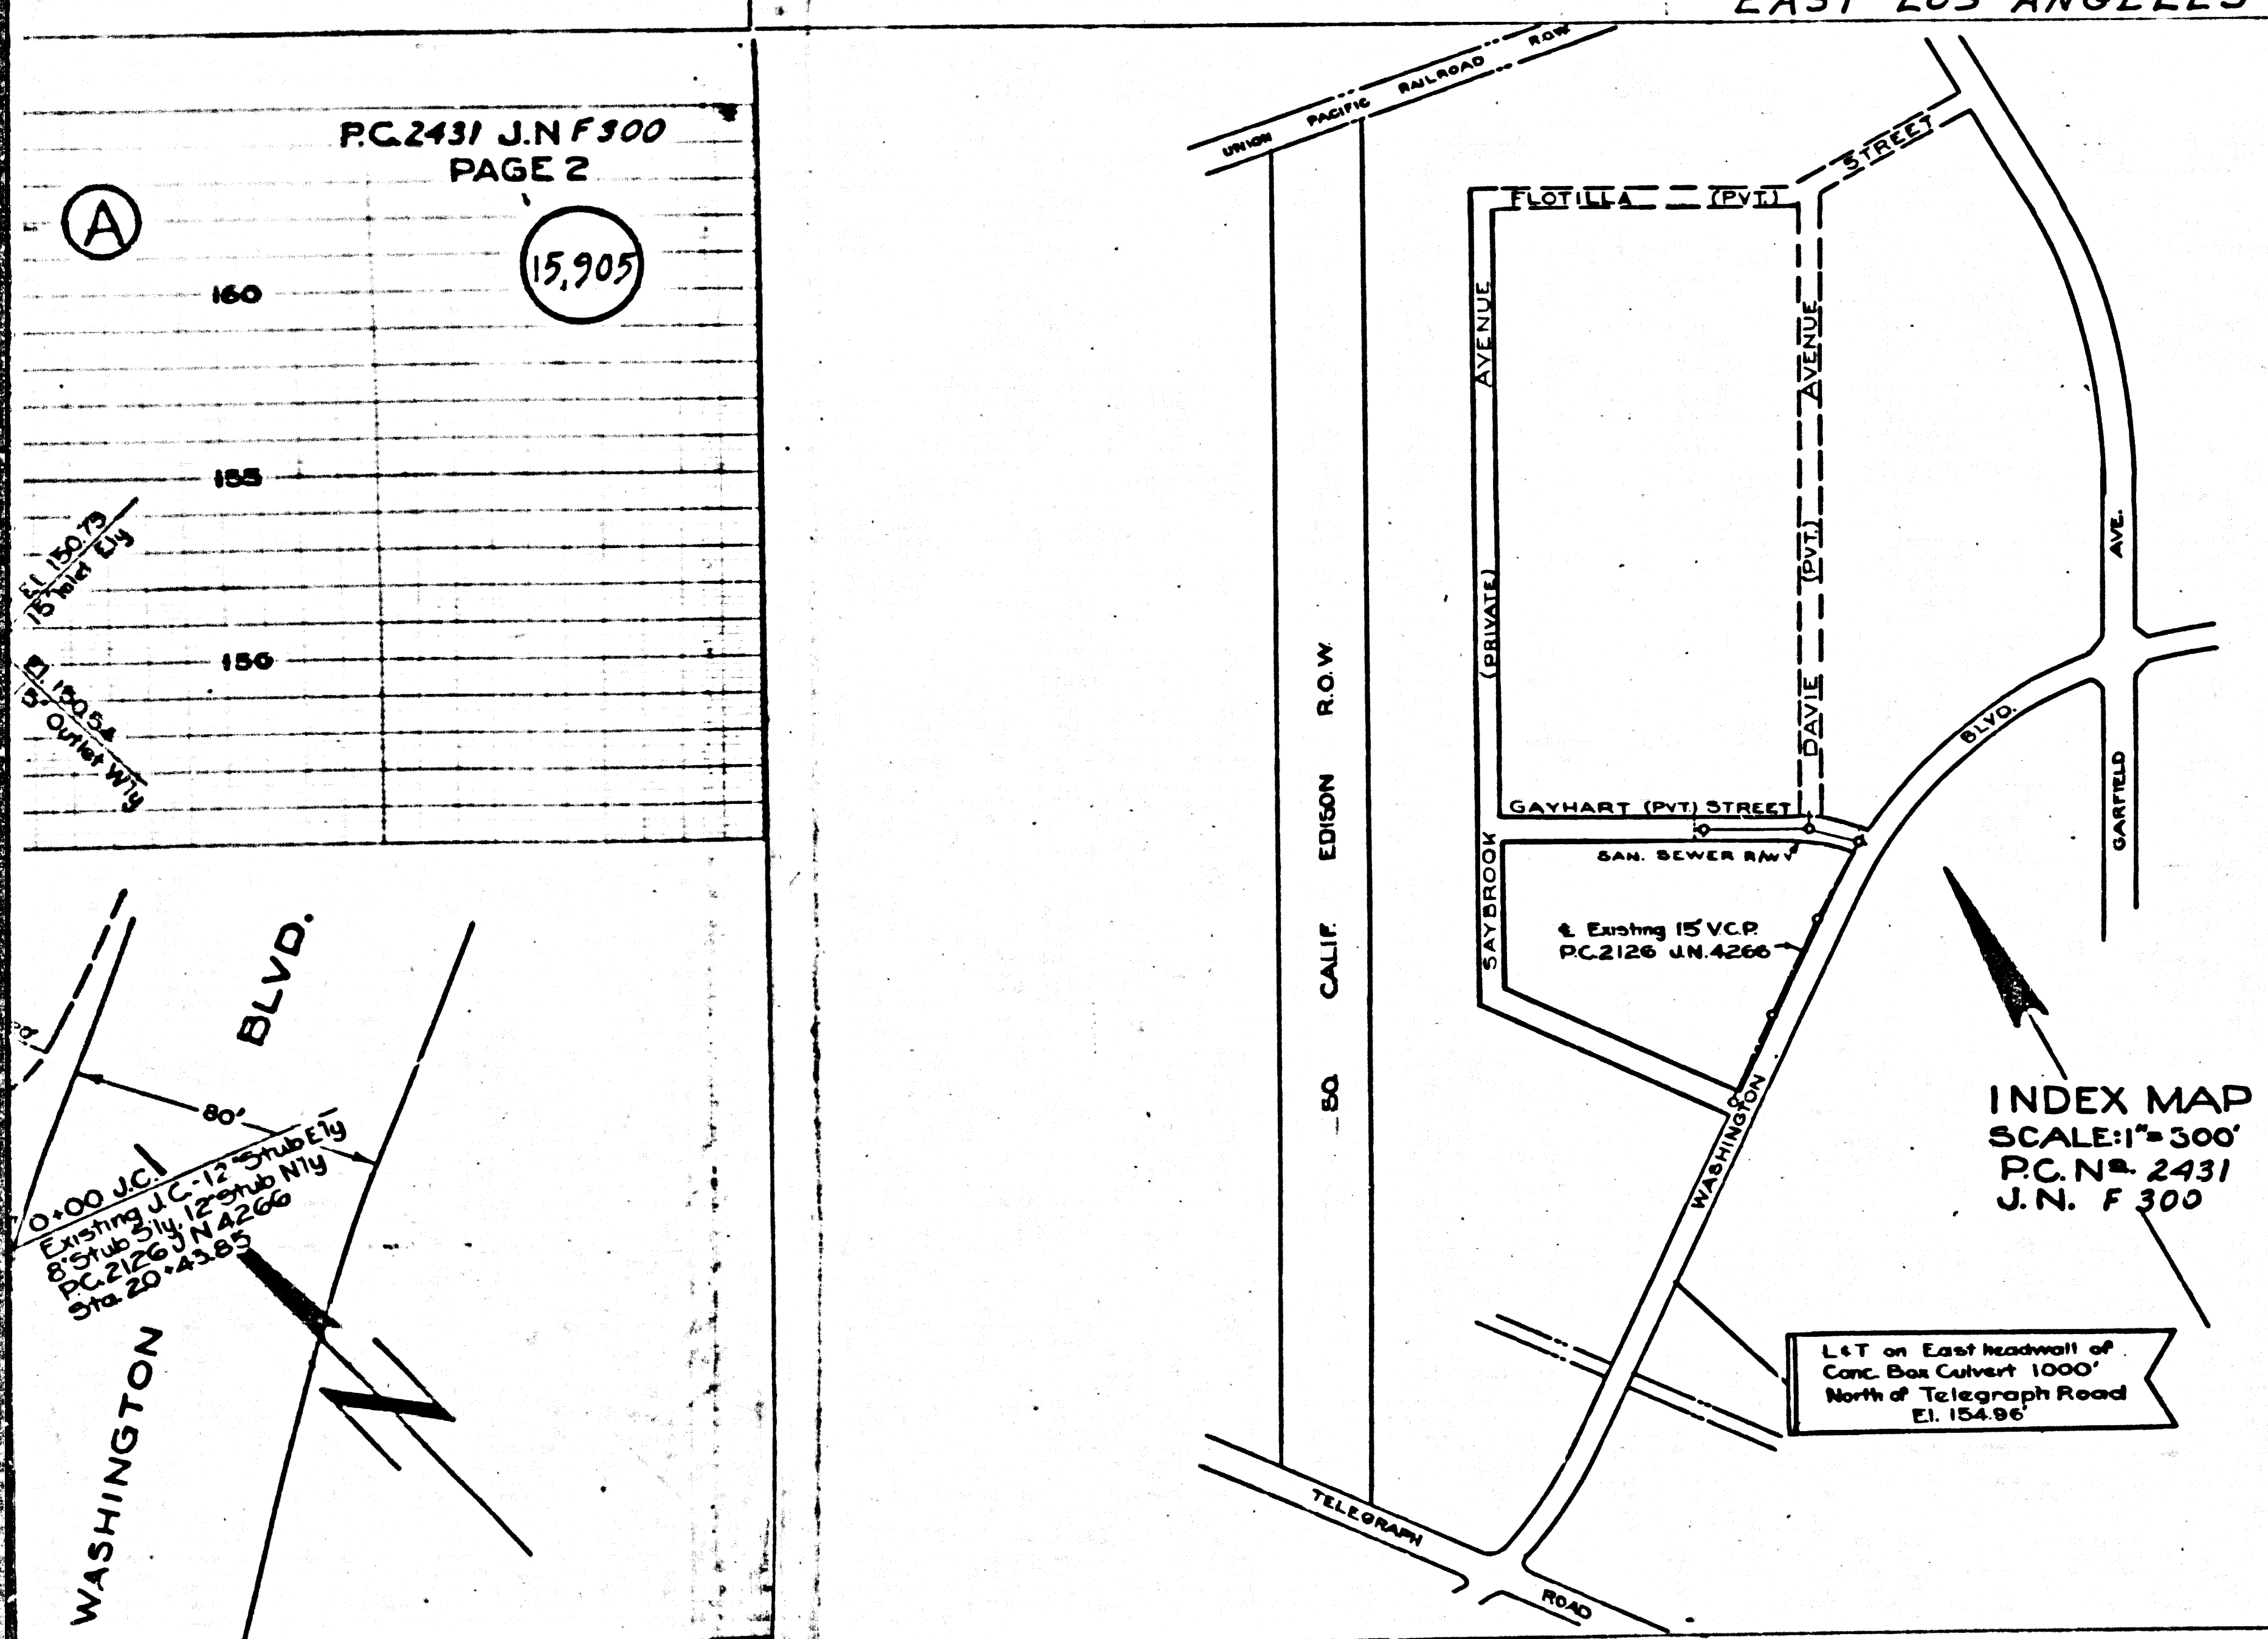 EAST LOS ANGELES
P.C. 2431 J.N F 300
PAGE 2
A
15,905
160
155
150
El 150.73
15" Inlet Ely
El. 150.54
15" Outlet Wly
BLVD.
80'
0+00 J.C.
Existing J.C.-12" Stub Ely
8" Stub Sly, 12" Stub Nly
P.C. 2126 J N 4266
Sta. 20+43.85
WASHINGTON
UNION PACIFIC RAILROAD ROW
FLOTILLA (PVT.) STREET
AVENUE
(PRIVATE)
SAYBROOK
AVENUE
(PVT.)
DAVIE
AVE.
GARFIELD
BLVD.
WASHINGTON
SO. CALIF. EDISON R.O.W.
GAYHART (PVT.) STREET
SAN. SEWER R/W
℄ Existing 15" V.C.P.
P.C. 2126 J.N. 4266
INDEX MAP
SCALE: 1"=500'
P.C. No. 2431
J.N. F 300
L&T on East headwall of
Conc. Box Culvert 1000'
North of Telegraph Road
El. 154.96'
TELEGRAPH ROAD